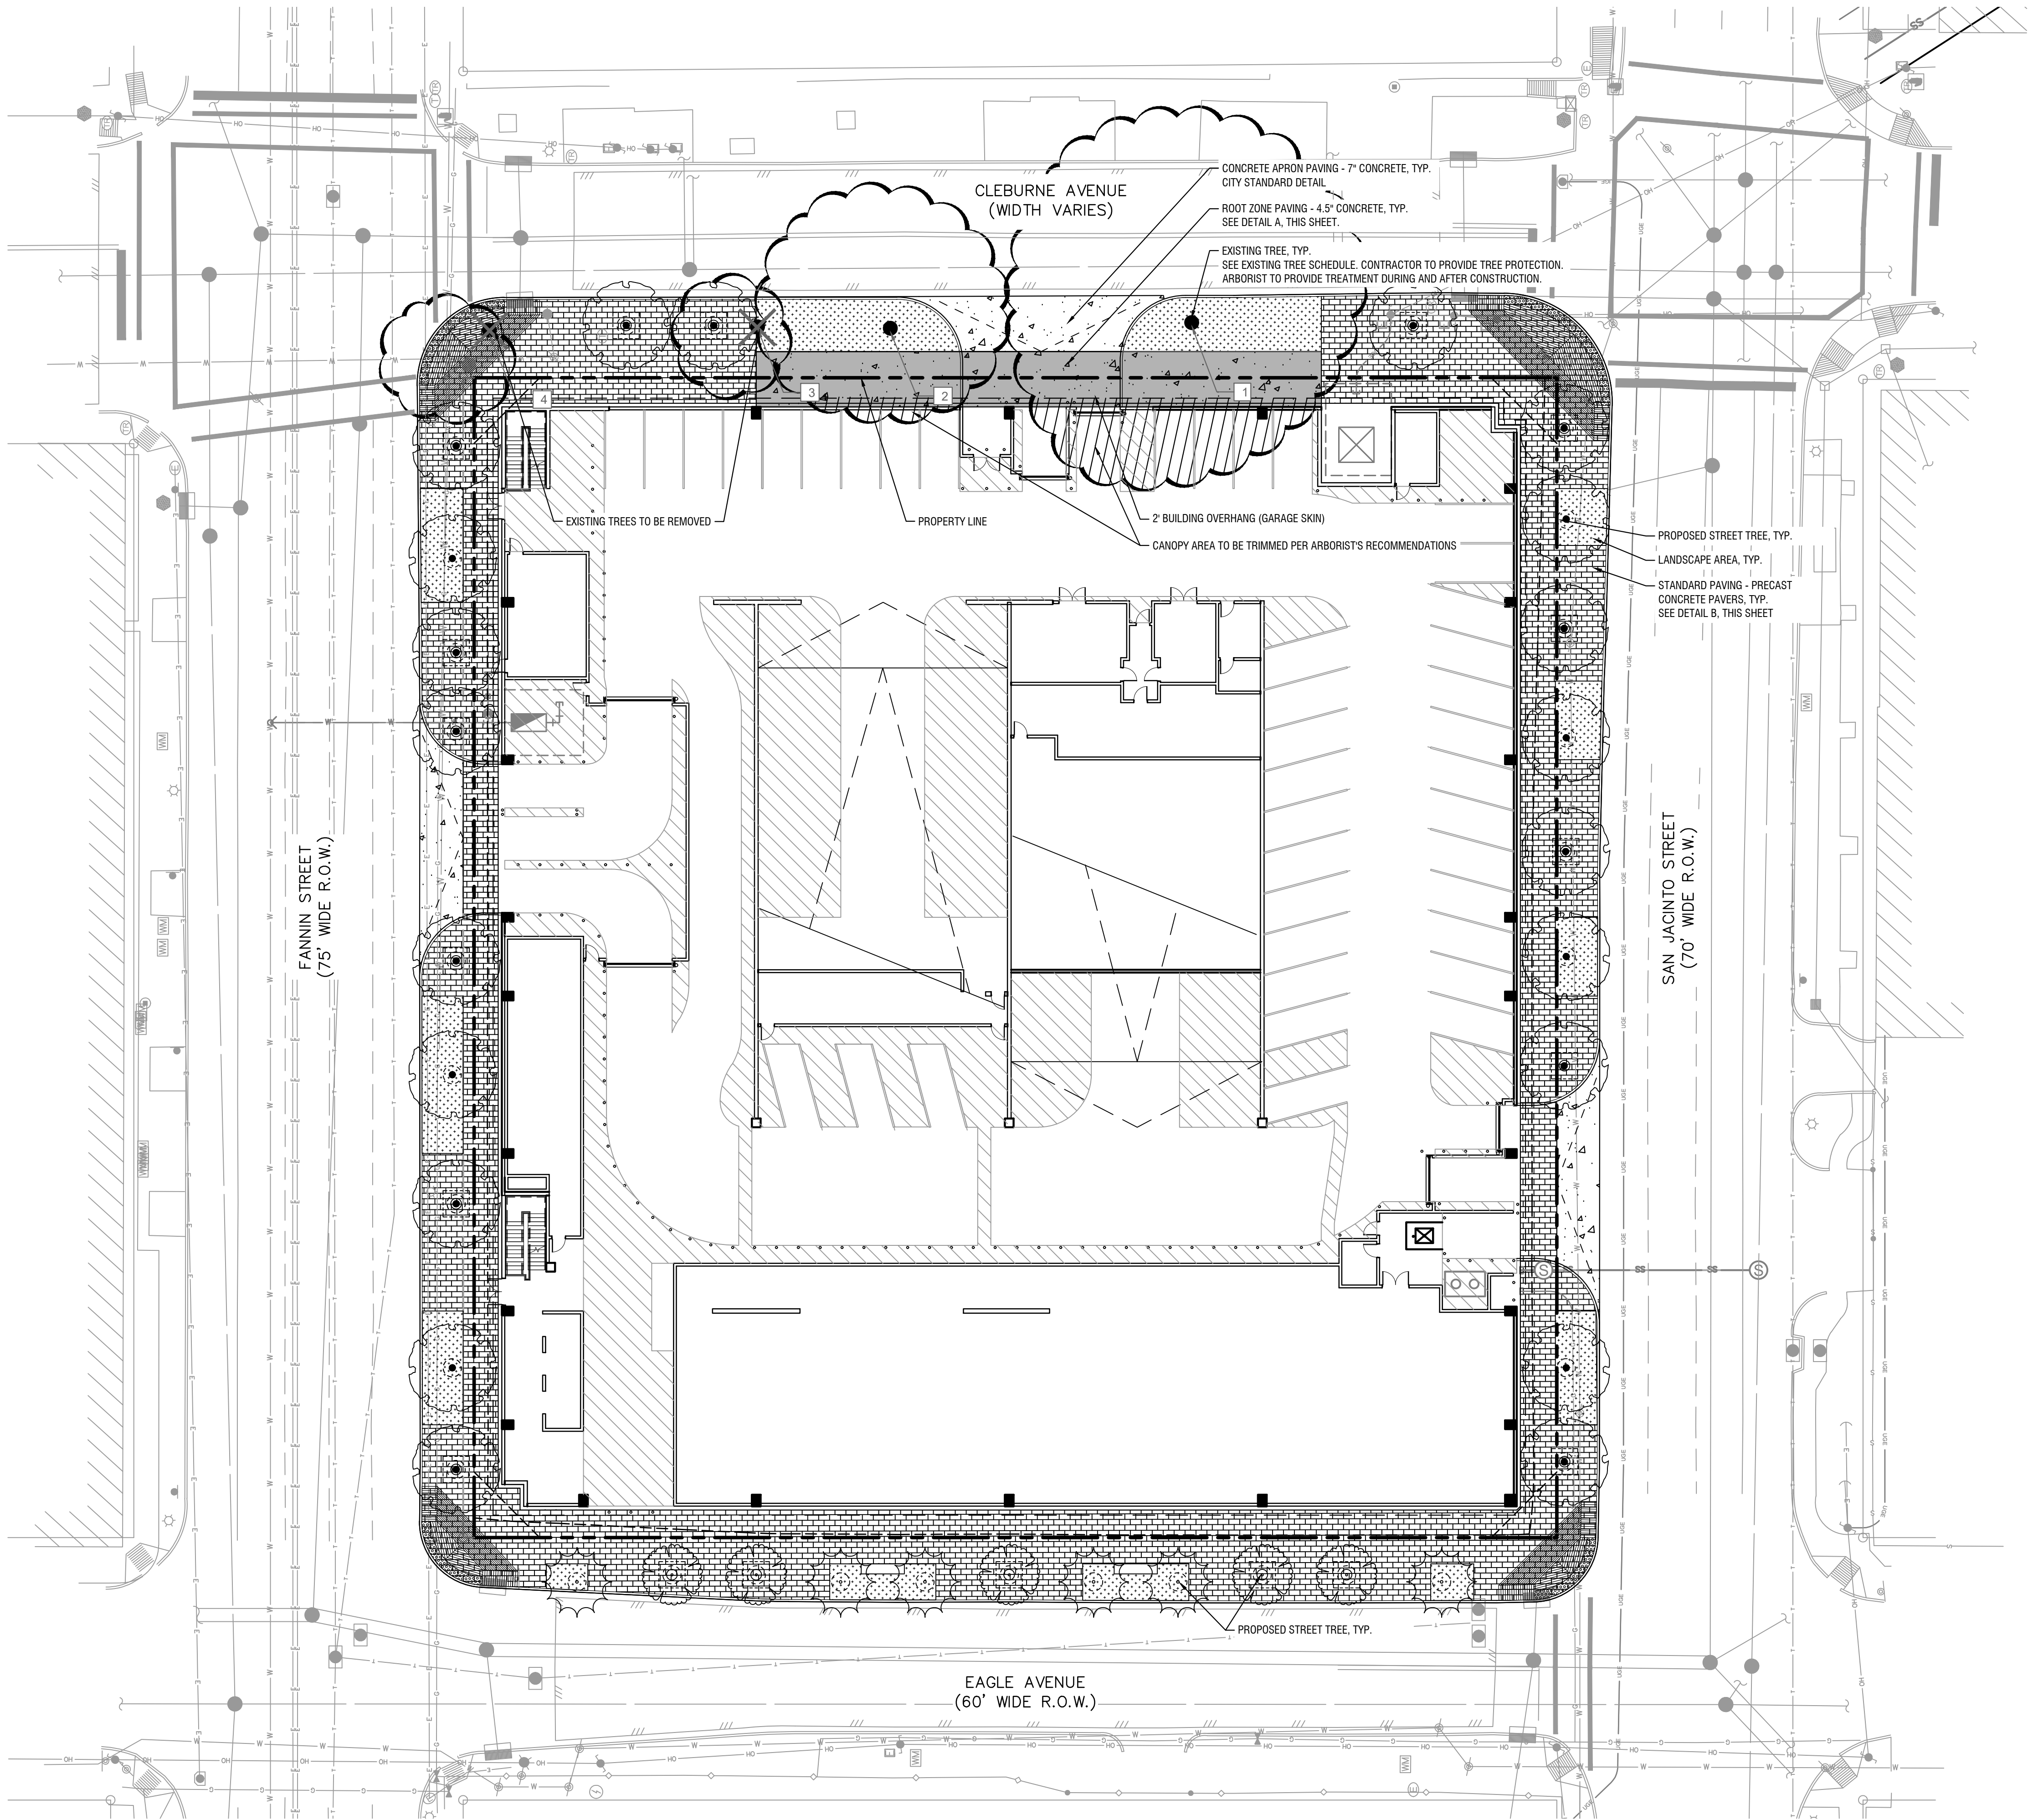 CLEBURNE AVENUE
(WIDTH VARIES)
CONCRETE APRON PAVING - 7" CONCRETE, TYP.
CITY STANDARD DETAIL
ROOT ZONE PAVING - 4.5" CONCRETE, TYP.
SEE DETAIL A, THIS SHEET.
EXISTING TREE, TYP.
SEE EXISTING TREE SCHEDULE. CONTRACTOR TO PROVIDE TREE PROTECTION.
ARBORIST TO PROVIDE TREATMENT DURING AND AFTER CONSTRUCTION.
4
3
2
1
EXISTING TREES TO BE REMOVED
PROPERTY LINE
2' BUILDING OVERHANG (GARAGE SKIN)
CANOPY AREA TO BE TRIMMED PER ARBORIST'S RECOMMENDATIONS
PROPOSED STREET TREE, TYP.
LANDSCAPE AREA, TYP.
STANDARD PAVING - PRECAST
CONCRETE PAVERS, TYP.
SEE DETAIL B, THIS SHEET
FANNIN STREET
(75' WIDE R.O.W.)
SAN JACINTO STREET
(70' WIDE R.O.W.)
PROPOSED STREET TREE, TYP.
EAGLE AVENUE
(60' WIDE R.O.W.)